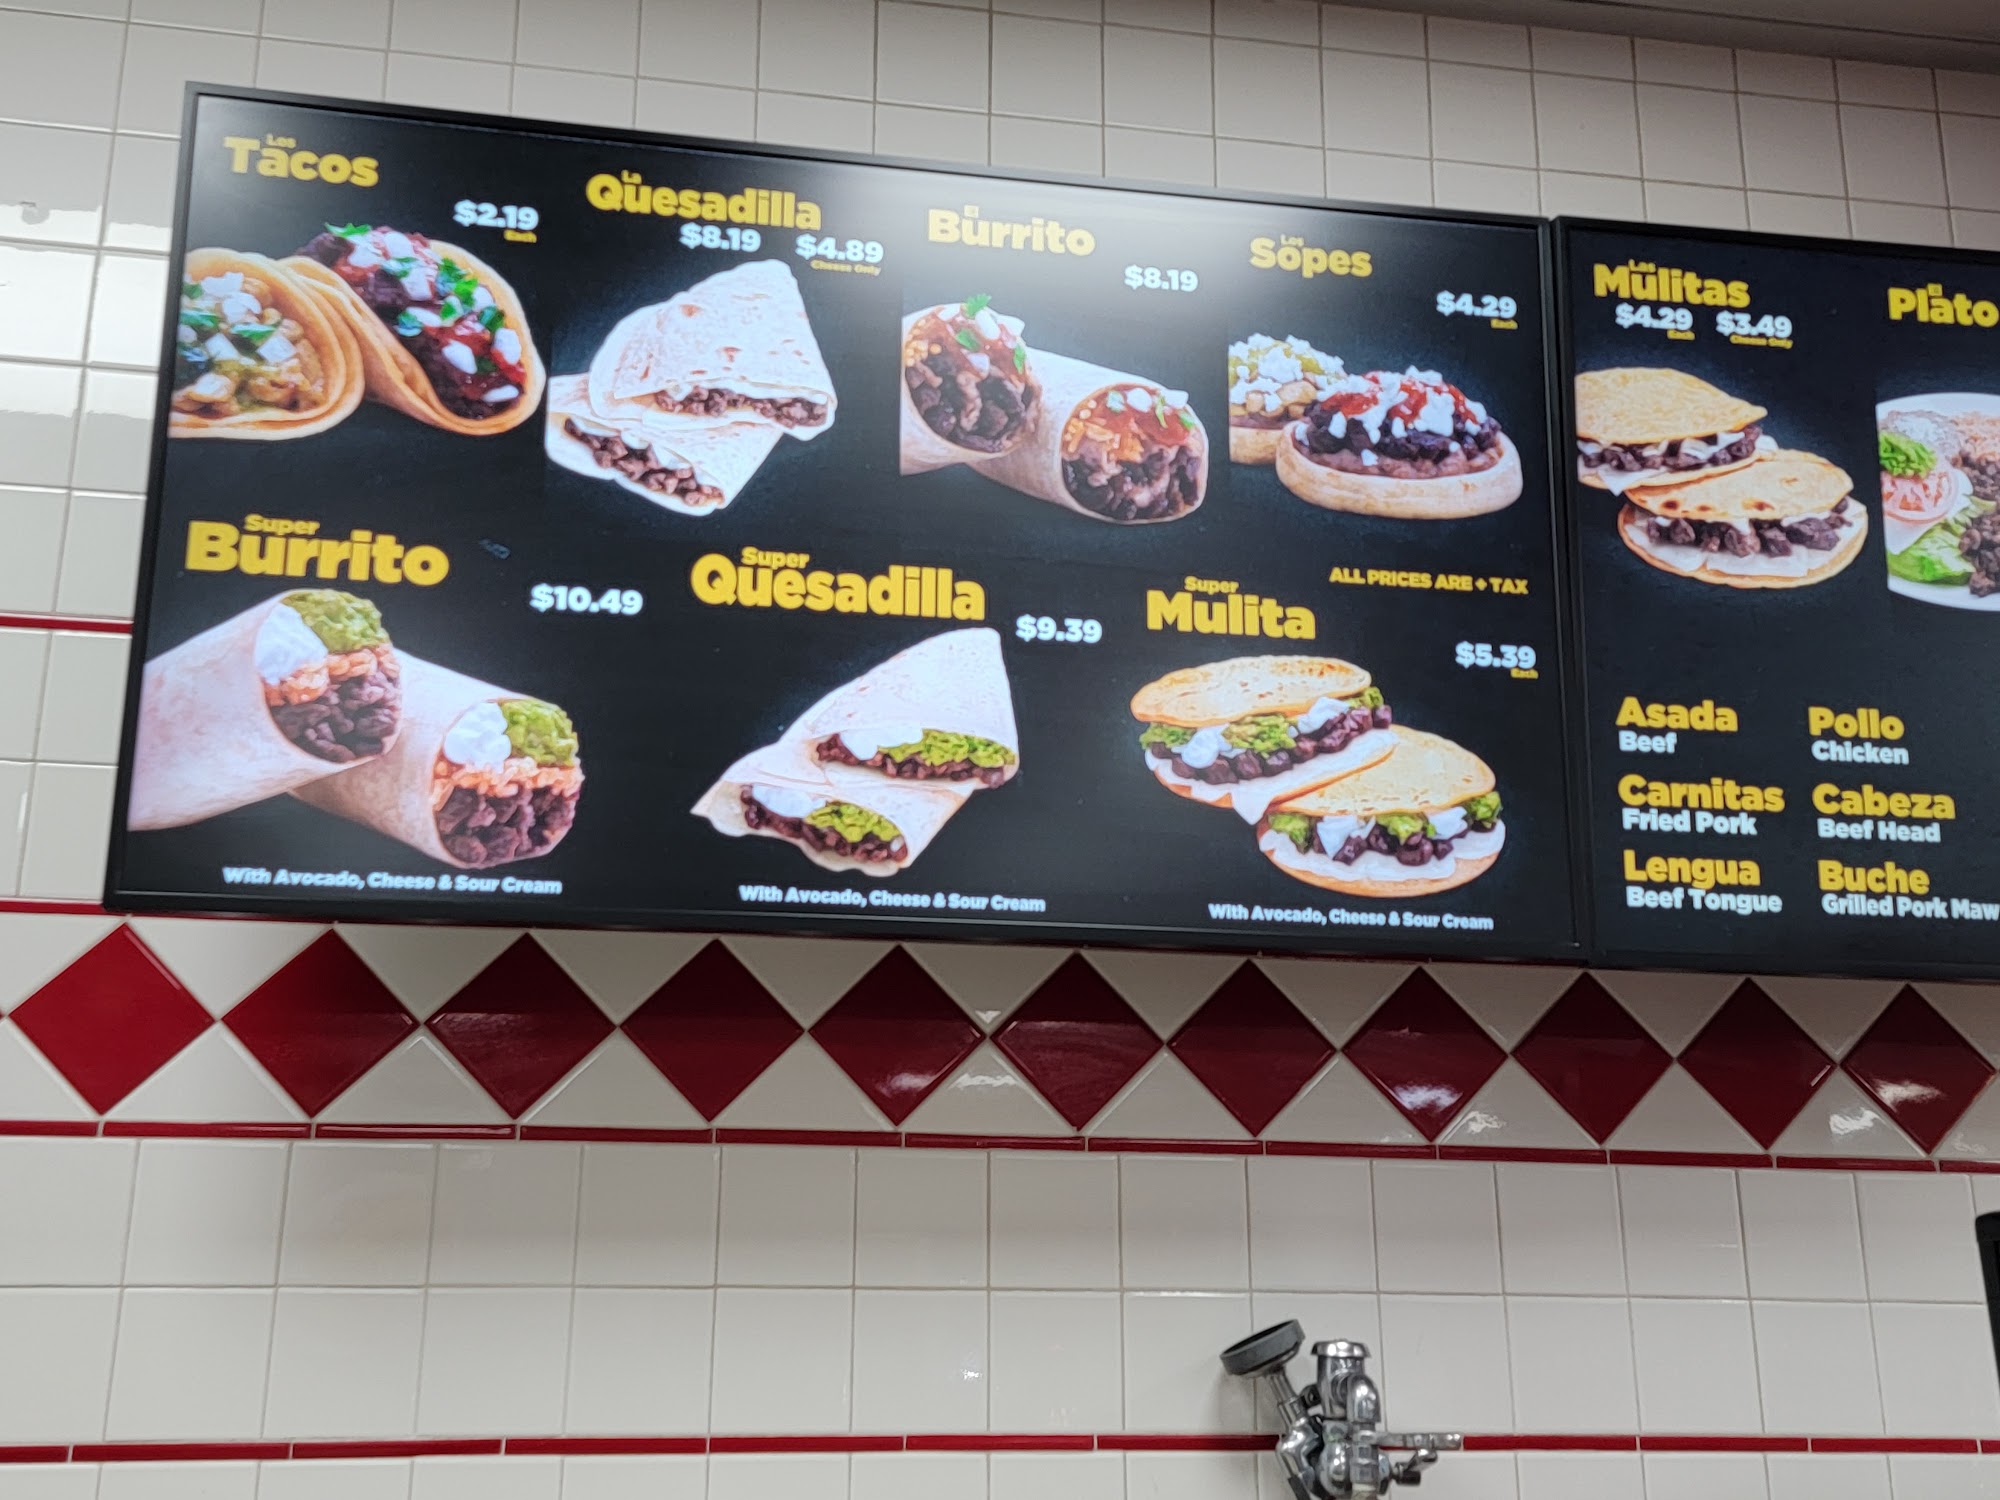 Los
Tacos
$2.19
Each
La
Quesadilla
$8.19 $4.89
Cheese Only
El
Burrito
$8.19
Los
Sopes
$4.29
Each
Super
Burrito
$10.49
With Avocado, Cheese & Sour Cream
Super
Quesadilla
$9.39
With Avocado, Cheese & Sour Cream
ALL PRICES ARE + TAX
Super
Mulita
$5.39
Each
With Avocado, Cheese & Sour Cream
Las
Mulitas
$4.29 $3.49
Each Cheese Only
El
Plato
Asada
Beef
Pollo
Chicken
Carnitas
Fried Pork
Cabeza
Beef Head
Lengua
Beef Tongue
Buche
Grilled Pork Maw